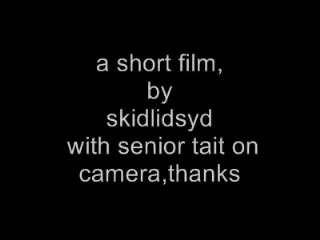 a short film,
by
skidlidsyd
with senior tait on
camera,thanks